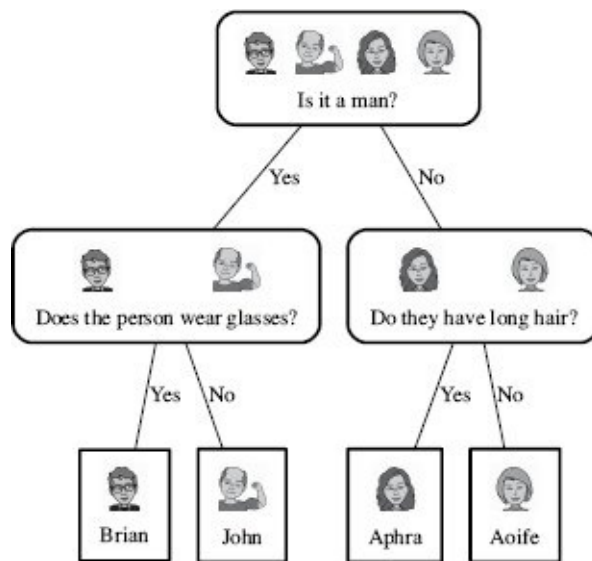 Is it a man?
Yes
No
Does the person wear glasses?
Do they have long hair?
Yes
No
Yes
No
Brian
John
Aphra
Aoife